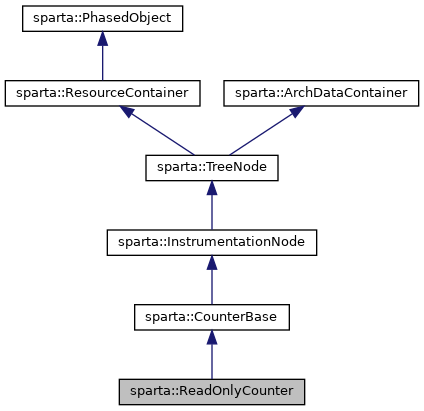 sparta::PhasedObject
sparta::ResourceContainer
sparta::ArchDataContainer
sparta::TreeNode
sparta::InstrumentationNode
sparta::CounterBase
sparta::ReadOnlyCounter